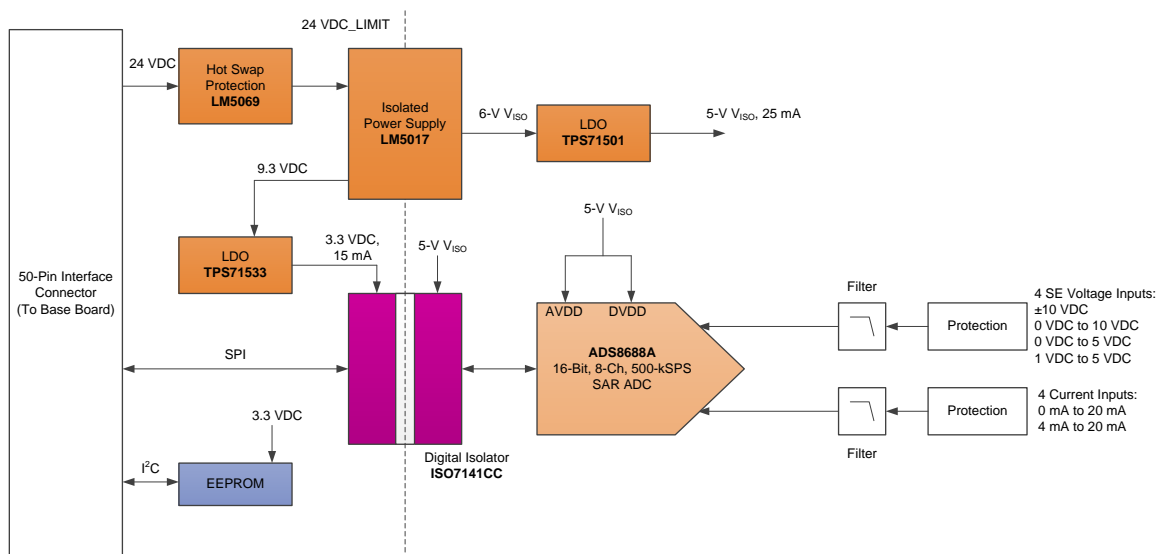 24 VDC_LIMIT
24 VDC
Hot Swap
Protection
LM5069
Isolated
Power Supply
LM5017
6-V VISO
LDO
TPS71501
5-V VISO, 25 mA
9.3 VDC
LDO
TPS71533
3.3 VDC,
15 mA
5-V VISO
5-V VISO
50-Pin Interface
Connector
(To Base Board)
AVDD
DVDD
ADS8688A
16-Bit, 8-Ch, 500-kSPS
SAR ADC
Filter
Protection
4 SE Voltage Inputs:
±10 VDC
0 VDC to 10 VDC
0 VDC to 5 VDC
1 VDC to 5 VDC
SPI
Filter
Protection
4 Current Inputs:
0 mA to 20 mA
4 mA to 20 mA
3.3 VDC
I2C
EEPROM
Digital Isolator
ISO7141CC